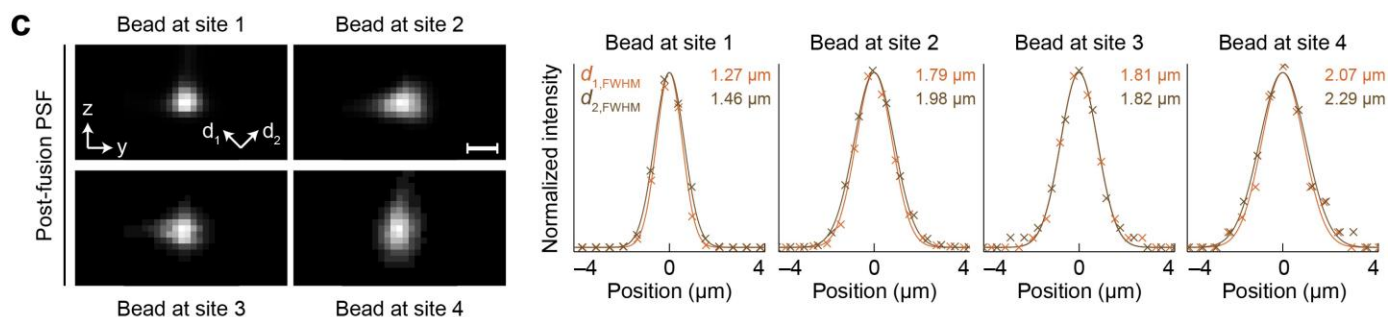 c
Bead at site 1
Bead at site 2
Post-fusion PSF
z
y
d1
d2
Bead at site 3
Bead at site 4
Normalized intensity
Bead at site 1
d1,FWHM 1.27 µm
d2,FWHM 1.46 µm
–4 0 4
Position (µm)
Bead at site 2
1.79 µm
1.98 µm
–4 0 4
Position (µm)
Bead at site 3
1.81 µm
1.82 µm
–4 0 4
Position (µm)
Bead at site 4
2.07 µm
2.29 µm
–4 0 4
Position (µm)